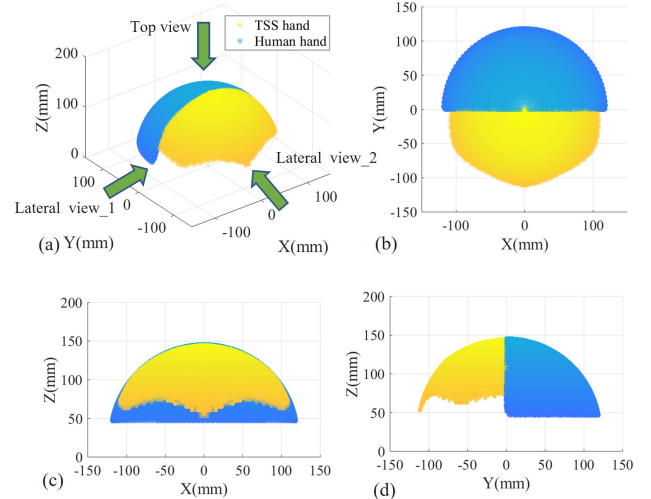 Top view
TSS hand
Human hand
200
100
0
Z(mm)
100
0
-100
Y(mm)
-100
0
100
X(mm)
Lateral view_1
Lateral view_2
(a)
150
100
50
0
-50
-100
-150
Y(mm)
-100
0
100
X(mm)
(b)
200
150
100
50
0
Z(mm)
-150 -100 -50 0 50 100 150
X(mm)
(c)
200
150
100
50
0
Z(mm)
-150 -100 -50 0 50 100 150
Y(mm)
(d)